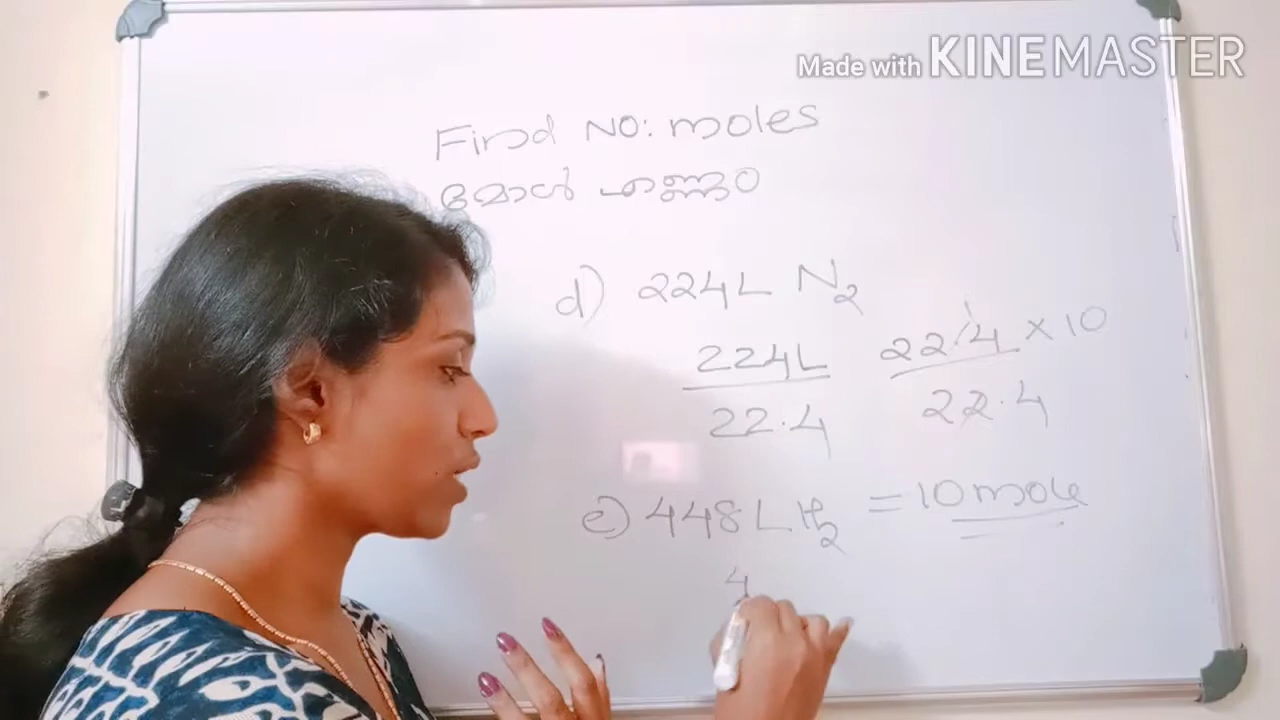 Made with KINEMASTER
Find NO: moles
മോൾ എണ്ണം
d) 224L N₂
224L
22.4
22.4 × 10
22.4
= 10 mole
e) 448 L H₂
4